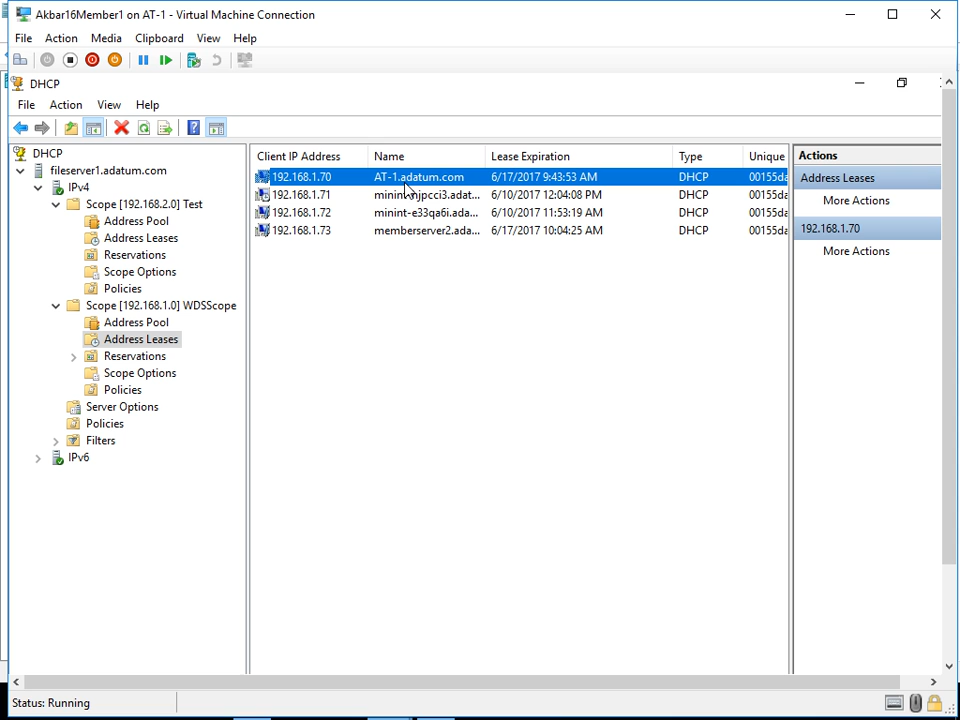 Akbar16Member1 on AT-1 - Virtual Machine Connection
File Action Media Clipboard View Help
DHCP
File Action View Help
DHCP
fileserver1.adatum.com
IPv4
Scope [192.168.2.0] Test
Address Pool
Address Leases
Reservations
Scope Options
Policies
Scope [192.168.1.0] WDSScope
Address Pool
Address Leases
Reservations
Scope Options
Policies
Server Options
Policies
Filters
IPv6
Client IP Address Name Lease Expiration Type Unique
192.168.1.70 AT-1.adatum.com 6/17/2017 9:43:53 AM DHCP 00155da
192.168.1.71 6/10/2017 12:04:08 PM DHCP 00155da
192.168.1.72 minint-e33qa6i.ada... 6/10/2017 11:53:19 AM DHCP 00155da
192.168.1.73 memberserver2.ada... 6/17/2017 10:04:25 AM DHCP 00155da
Actions
Address Leases
More Actions
192.168.1.70
More Actions
Status: Running